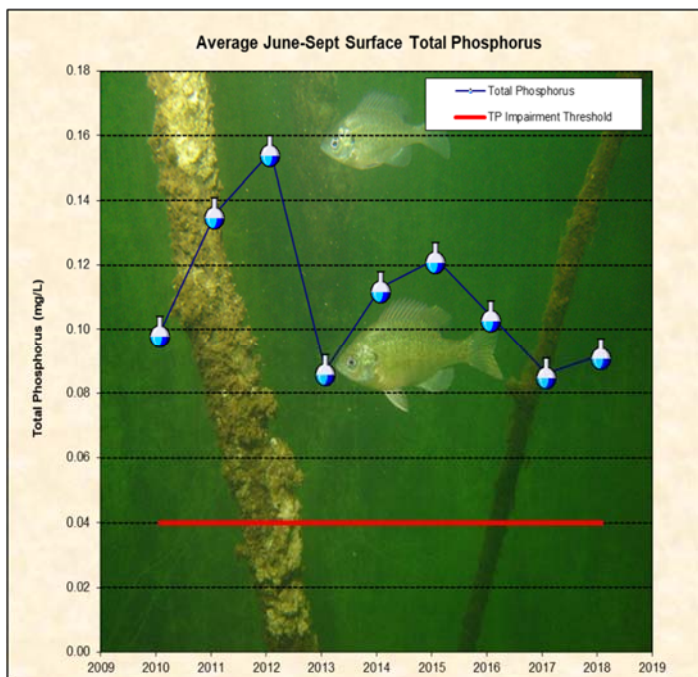 Average June-Sept Surface Total Phosphorus
Total Phosphorus
TP Impairment Threshold
Total Phosphorus (mg/L)
0.18
0.16
0.14
0.12
0.10
0.08
0.06
0.04
0.02
0.00
2009 2010 2011 2012 2013 2014 2015 2016 2017 2018 2019